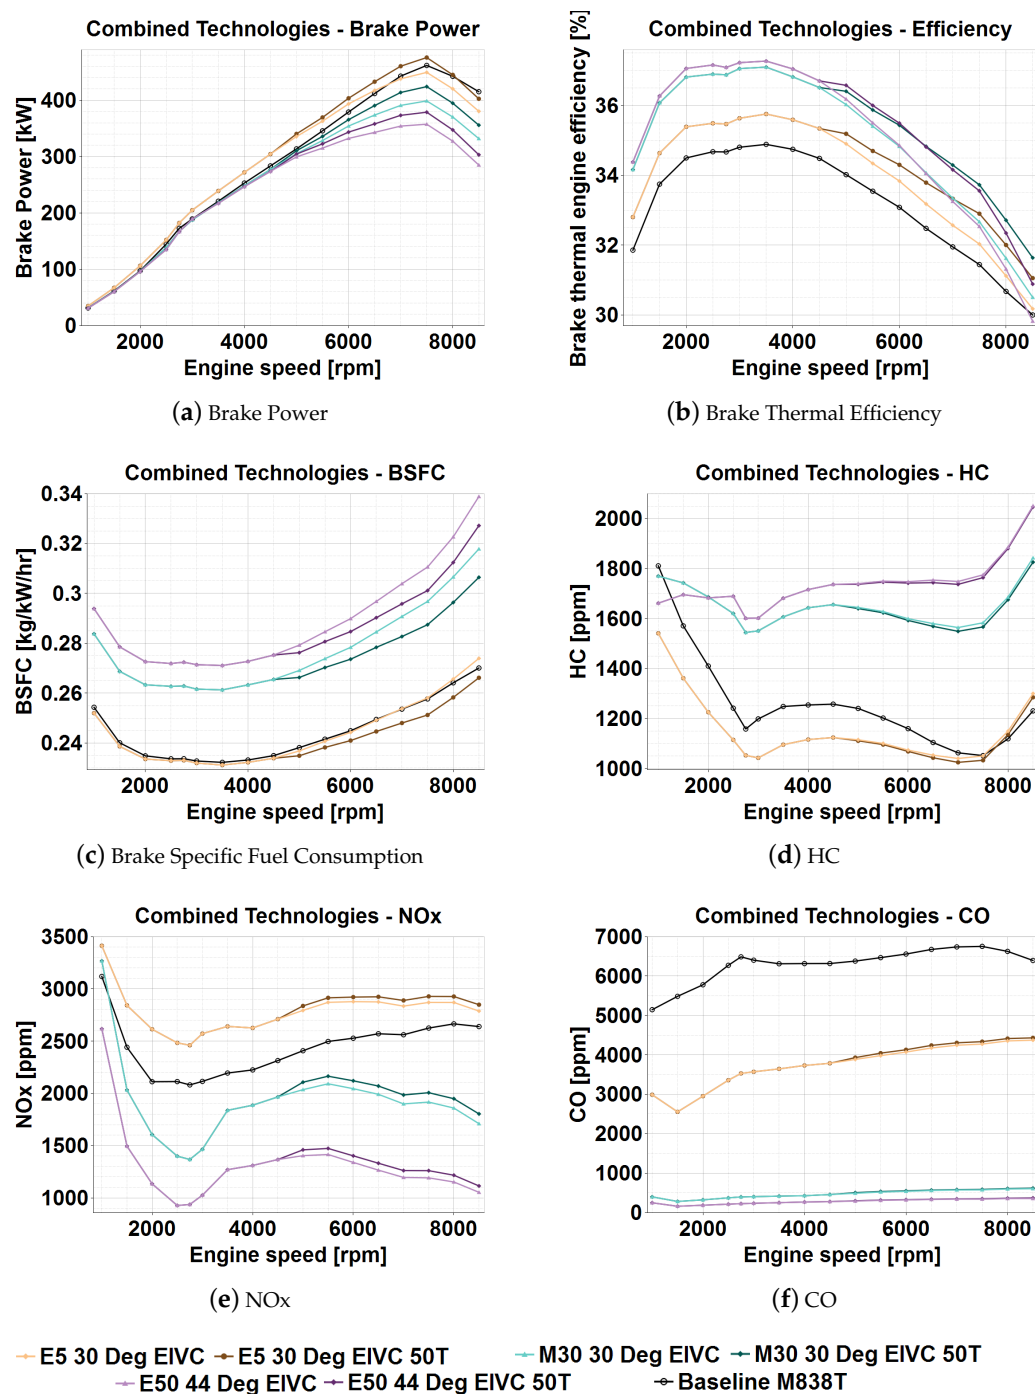 Combined Technologies - Brake Power
Brake Power [kW]
400
300
200
100
0
2000 4000 6000 8000
Engine speed [rpm]
(a) Brake Power
Combined Technologies - Efficiency
Brake thermal engine efficiency [%]
36
34
32
30
2000 4000 6000 8000
Engine speed [rpm]
(b) Brake Thermal Efficiency
Combined Technologies - BSFC
BSFC [kg/kW/hr]
0.34
0.32
0.3
0.28
0.26
0.24
2000 4000 6000 8000
Engine speed [rpm]
(c) Brake Specific Fuel Consumption
Combined Technologies - HC
HC [ppm]
2000
1800
1600
1400
1200
1000
2000 4000 6000 8000
Engine speed [rpm]
(d) HC
Combined Technologies - NOx
NOx [ppm]
3500
3000
2500
2000
1500
1000
2000 4000 6000 8000
Engine speed [rpm]
(e) NOx
Combined Technologies - CO
CO [ppm]
7000
6000
5000
4000
3000
2000
1000
0
2000 4000 6000 8000
Engine speed [rpm]
(f) CO
E5 30 Deg EIVC E5 30 Deg EIVC 50T M30 30 Deg EIVC M30 30 Deg EIVC 50T
E50 44 Deg EIVC E50 44 Deg EIVC 50T Baseline M838T